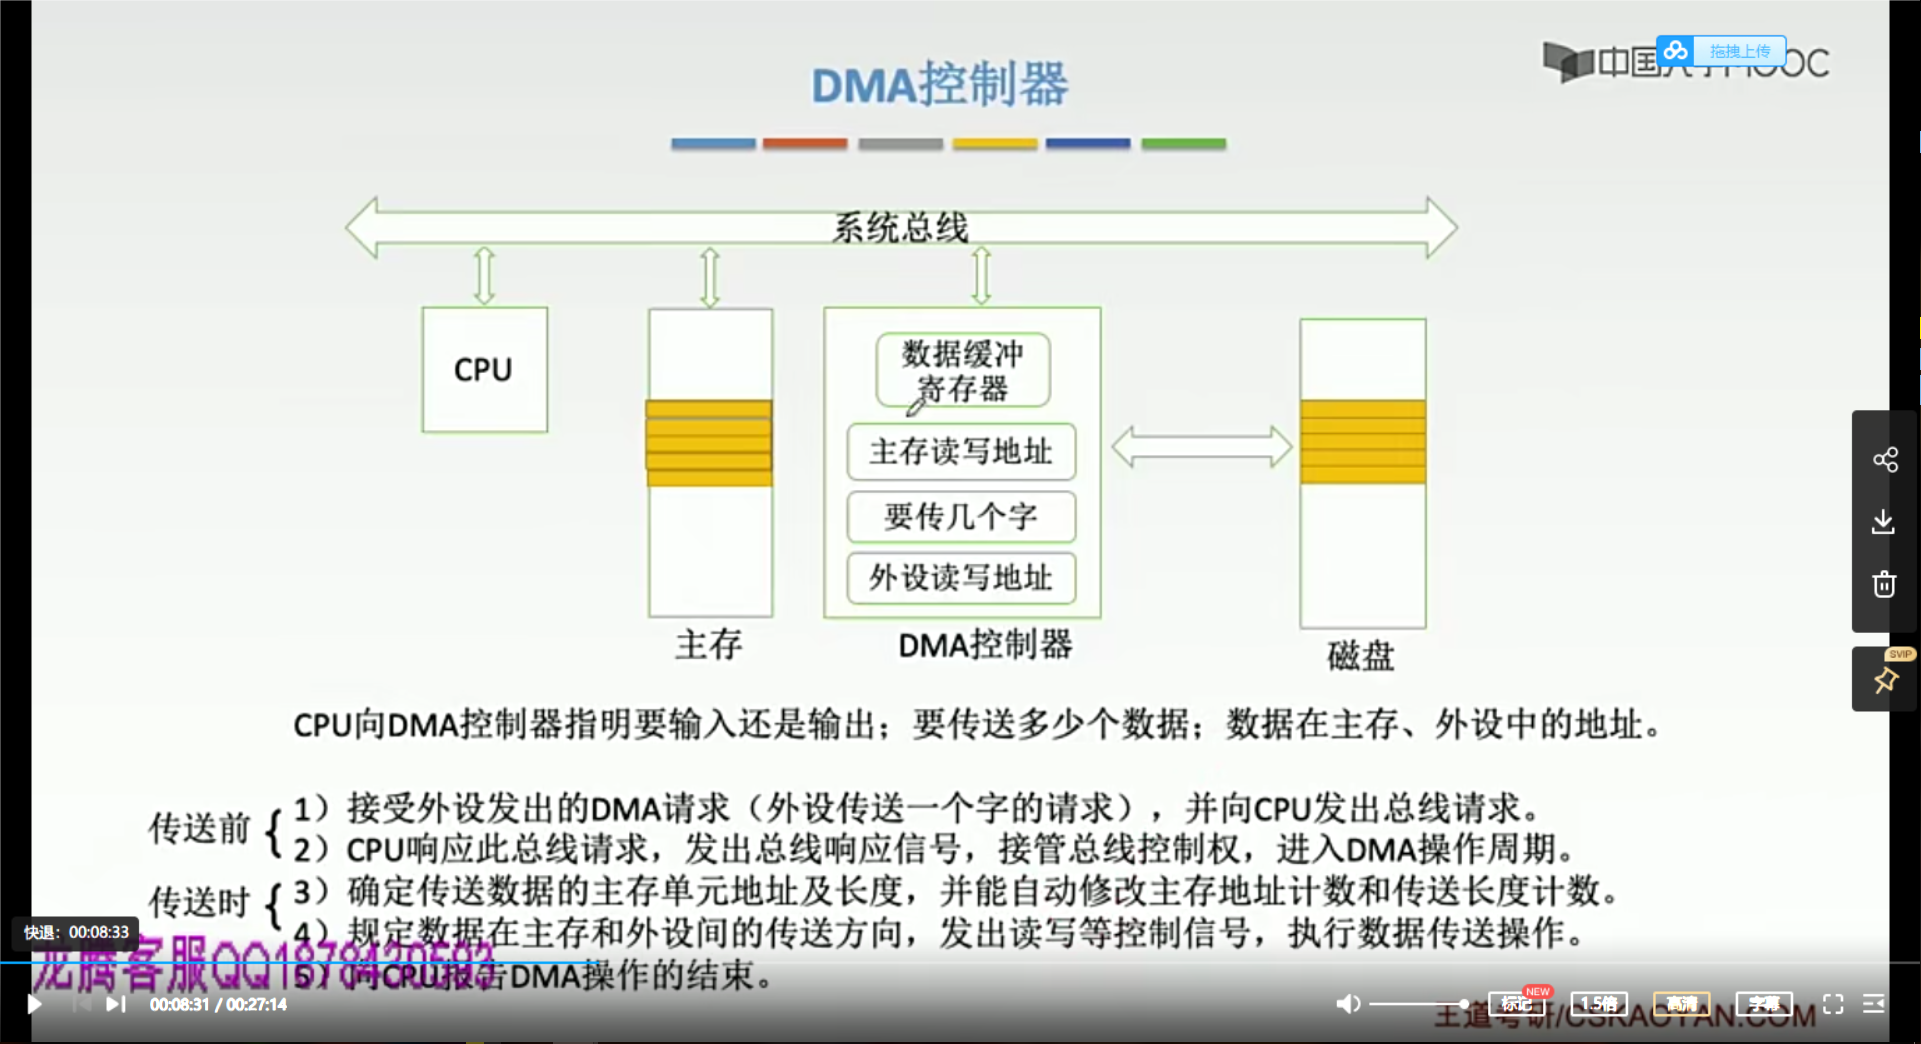 DMA控制器
中国大学MOOC
拖拽上传
系统总线
CPU
数据缓冲
寄存器
主存读写地址
要传几个字
外设读写地址
主存
DMA控制器
磁盘
SVIP
CPU向DMA控制器指明要输入还是输出；要传送多少个数据；数据在主存、外设中的地址。
传送前
1）接受外设发出的DMA请求（外设传送一个字的请求），并向CPU发出总线请求。
2）CPU响应此总线请求，发出总线响应信号，接管总线控制权，进入DMA操作周期。
传送时
3）确定传送数据的主存单元地址及长度，并能自动修改主存地址计数和传送长度计数。
4）规定数据在主存和外设间的传送方向，发出读写等控制信号，执行数据传送操作。
快退：00:08:33
龙腾客服QQ1878420593
5）向CPU报告DMA操作的结束。
00:08:31 / 00:27:14
标记
NEW
1.5倍
高清
字幕
王道考研/CSKAOYAN.COM